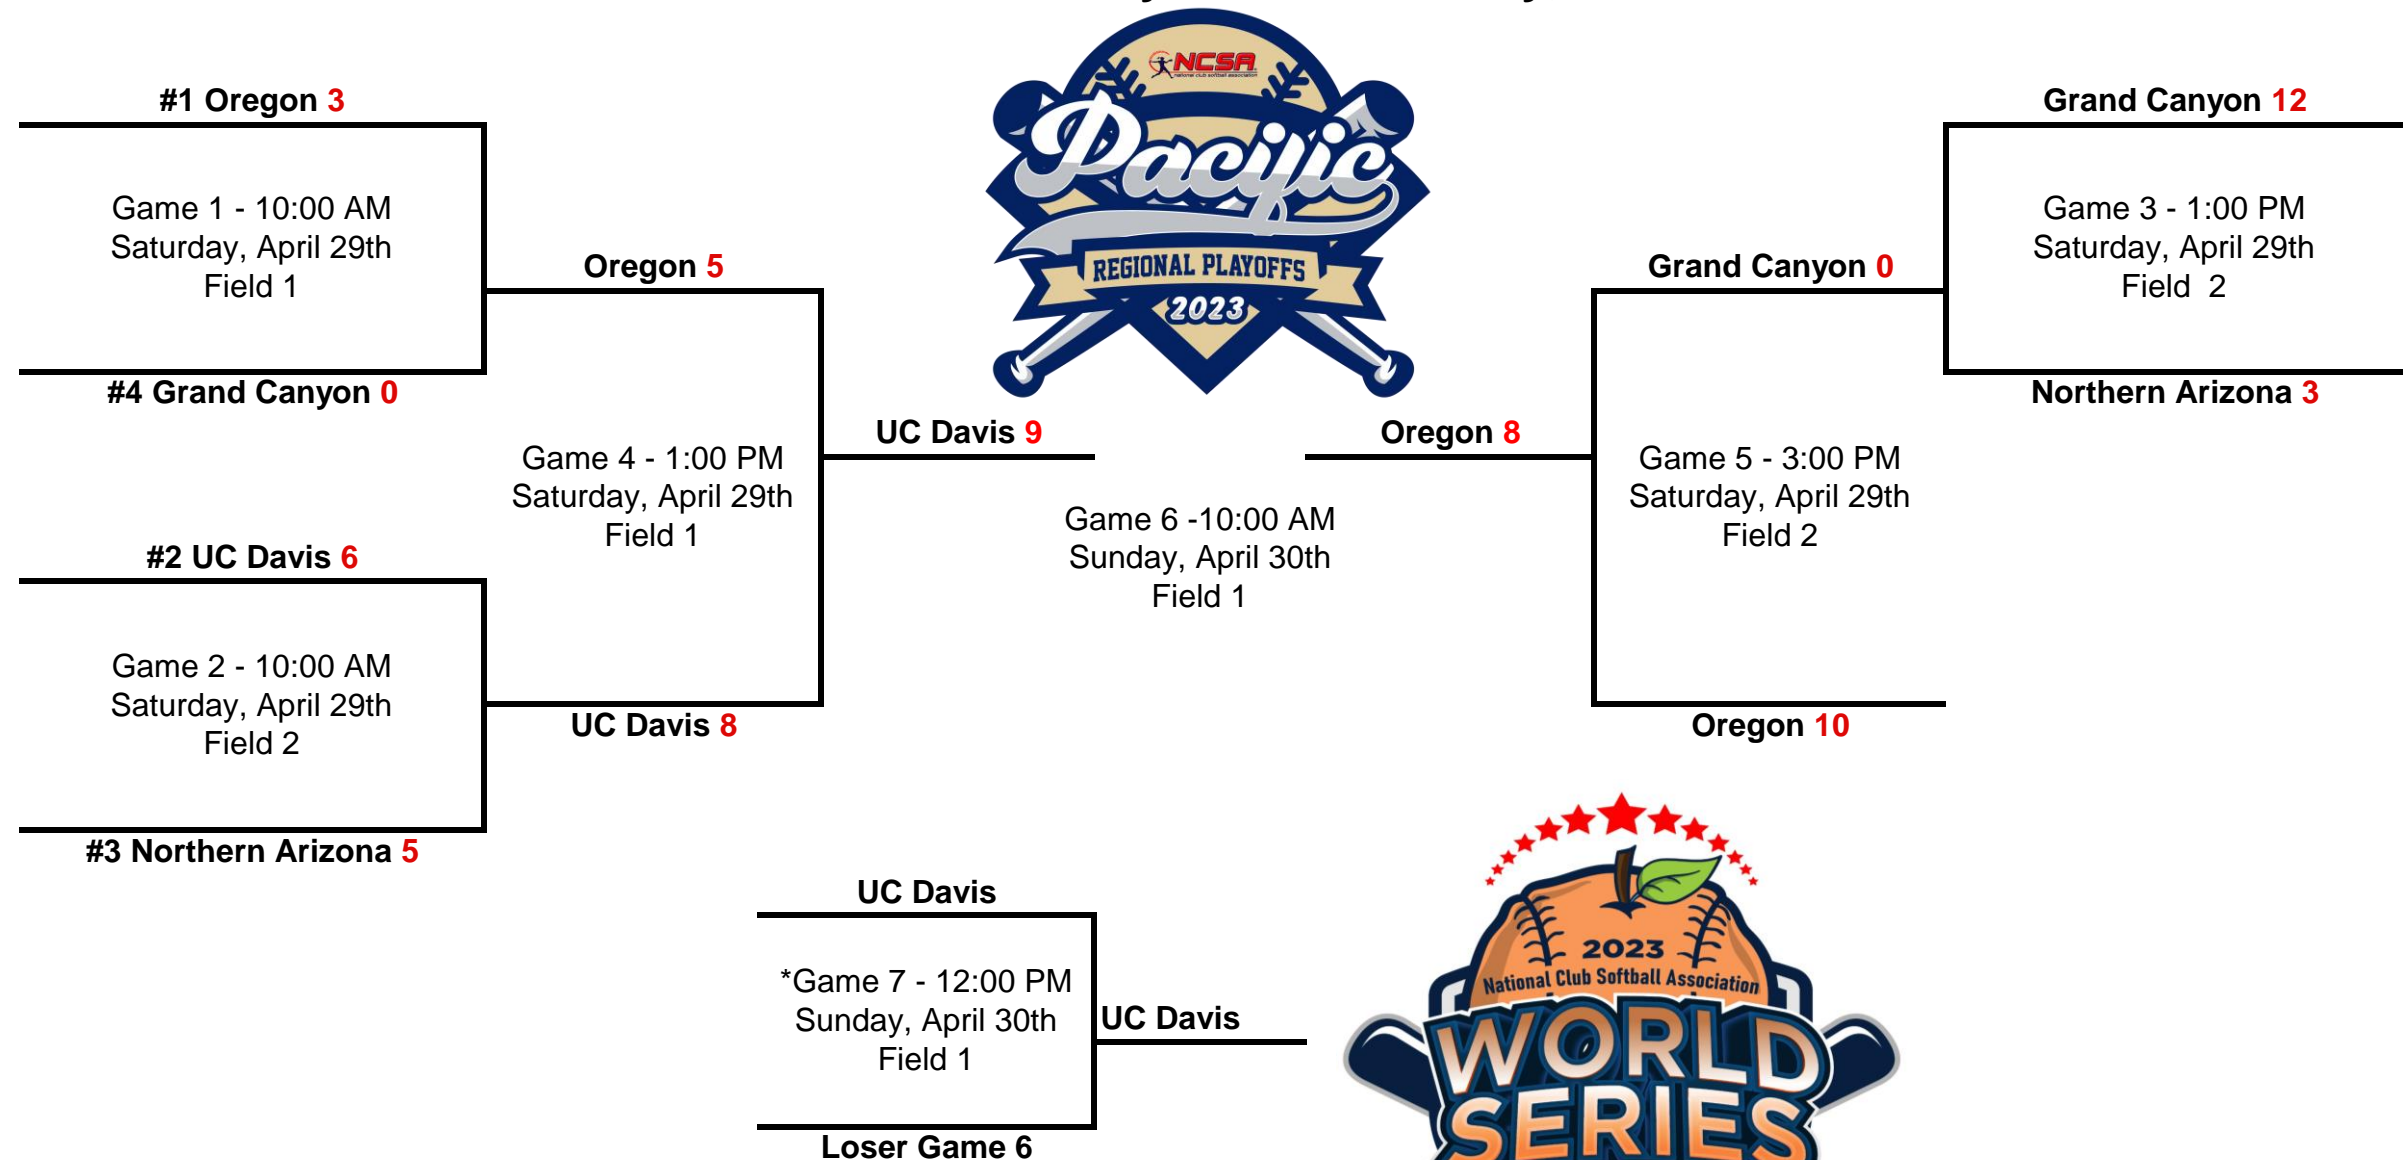 NCSA
national club softball association
Pacific
REGIONAL PLAYOFFS
2023
#1 Oregon 3
Game 1 - 10:00 AM
Saturday, April 29th
Field 1
#4 Grand Canyon 0
Oregon 5
Game 4 - 1:00 PM
Saturday, April 29th
Field 1
UC Davis 8
#2 UC Davis 6
Game 2 - 10:00 AM
Saturday, April 29th
Field 2
#3 Northern Arizona 5
UC Davis 9
Game 6 -10:00 AM
Sunday, April 30th
Field 1
Oregon 8
Grand Canyon 0
Game 5 - 3:00 PM
Saturday, April 29th
Field 2
Oregon 10
Grand Canyon 12
Game 3 - 1:00 PM
Saturday, April 29th
Field 2
Northern Arizona 3
UC Davis
*Game 7 - 12:00 PM
Sunday, April 30th
Field 1
Loser Game 6
UC Davis
2023
National Club Softball Association
WORLD
SERIES